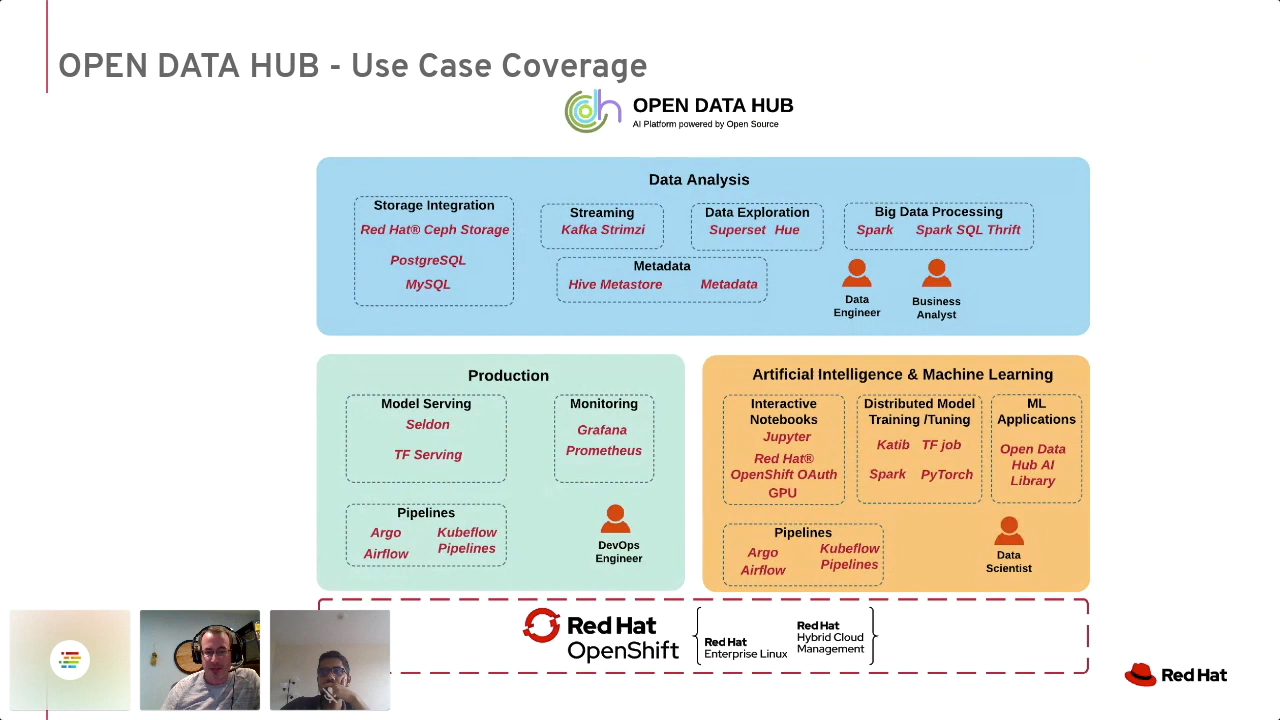 OPEN DATA HUB - Use Case Coverage
OPEN DATA HUB
AI Platform powered by Open Source
Data Analysis
Storage Integration
Red Hat® Ceph Storage
PostgreSQL
MySQL
Streaming
Kafka Strimzi
Data Exploration
Superset Hue
Big Data Processing
Spark Spark SQL Thrift
Metadata
Hive Metastore Metadata
Data
Engineer
Business
Analyst
Production
Model Serving
Seldon
TF Serving
Monitoring
Grafana
Prometheus
Pipelines
Argo
Airflow
Kubeflow
Pipelines
DevOps
Engineer
Artificial Intelligence & Machine Learning
Interactive
Notebooks
Jupyter
Red Hat®
OpenShift OAuth
GPU
Distributed Model
Training /Tuning
Katib TF job
Spark PyTorch
ML
Applications
Open Data
Hub AI
Library
Pipelines
Argo
Airflow
Kubeflow
Pipelines
Data
Scientist
Red Hat
OpenShift
Red Hat
Enterprise Linux
Red Hat
Hybrid Cloud
Management
Red Hat